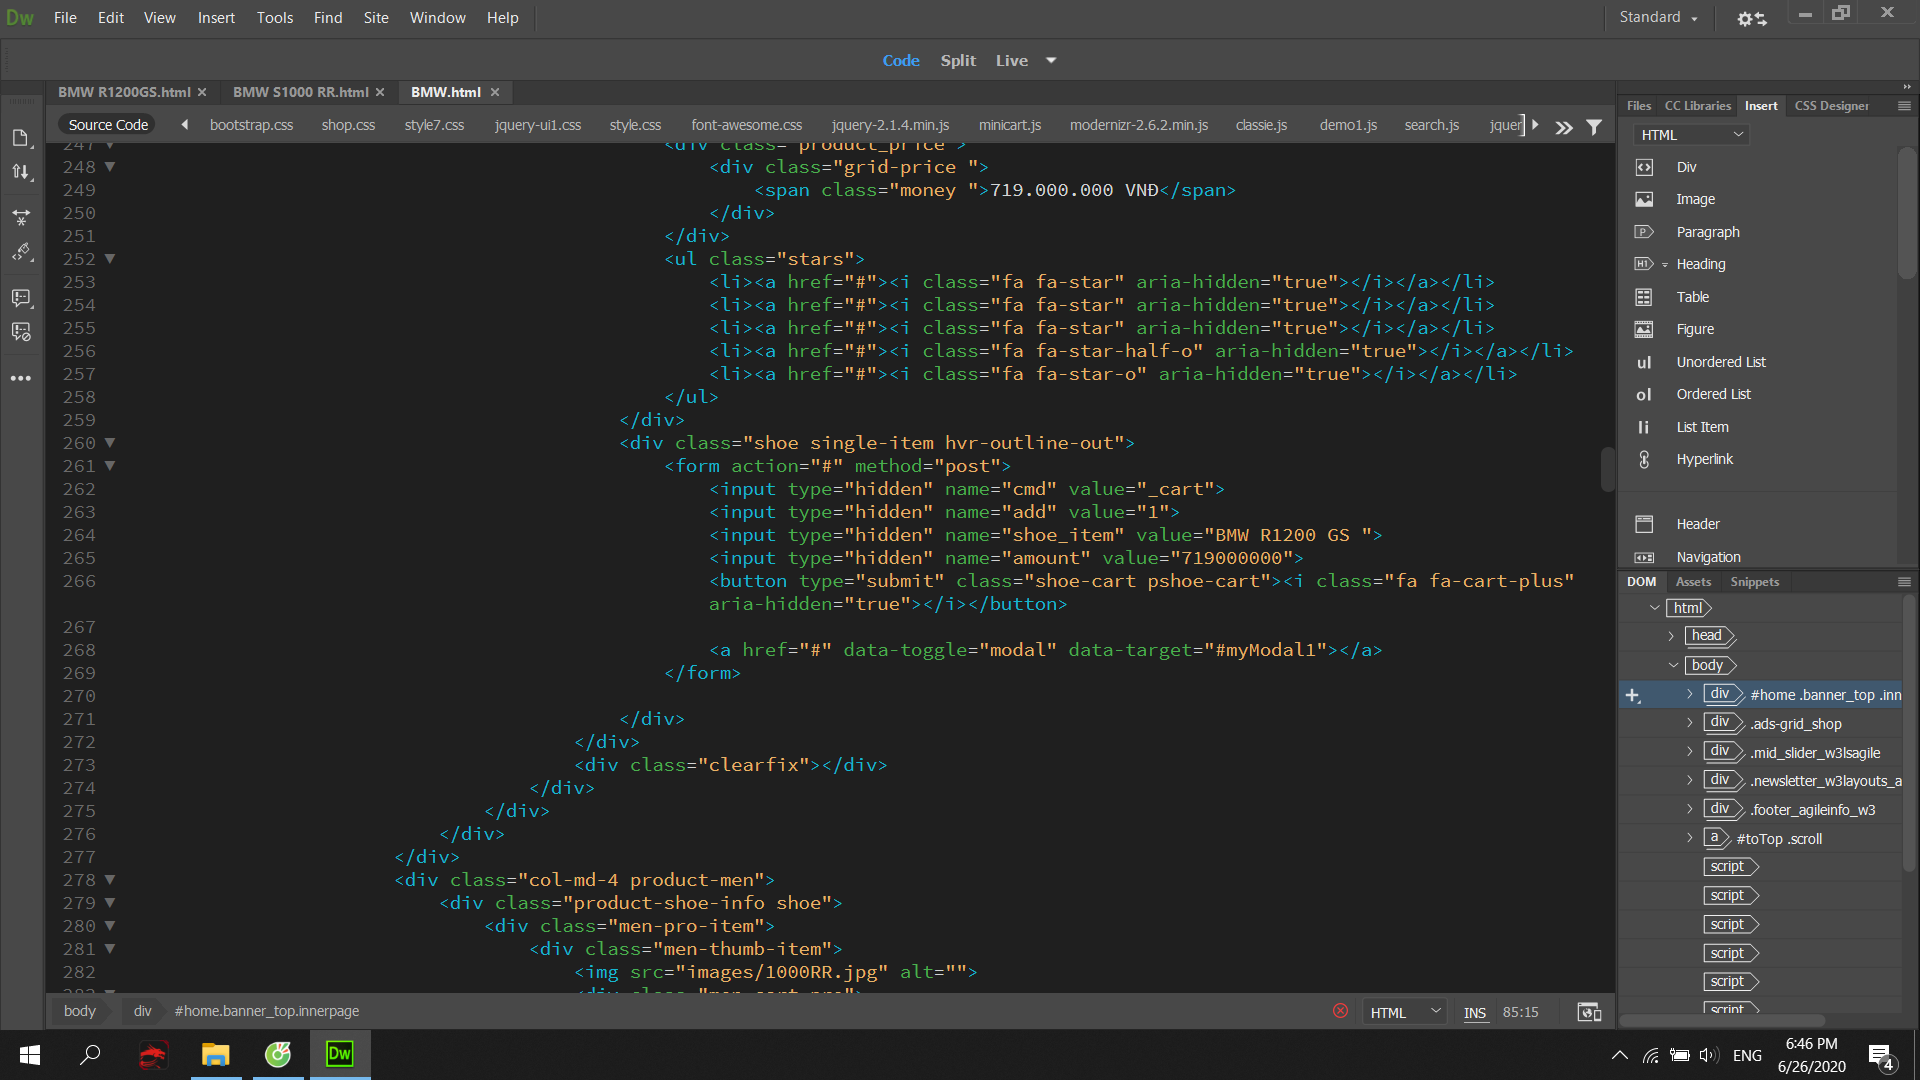 Dw File Edit View Insert Tools Find Site Window Help Standard
Code Split Live
BMW R1200GS.html BMW S1000 RR.html BMW.html
Source Code bootstrap.css shop.css style7.css jquery-ui1.css style.css font-awesome.css jquery-2.1.4.min.js minicart.js modernizr-2.6.2.min.js classie.js demo1.js search.js jquer
247 <div class="product_price">
248 <div class="grid-price ">
249 <span class="money ">719.000.000 VNĐ</span>
250 </div>
251 </div>
252 <ul class="stars">
253 <li><a href="#"><i class="fa fa-star" aria-hidden="true"></i></a></li>
254 <li><a href="#"><i class="fa fa-star" aria-hidden="true"></i></a></li>
255 <li><a href="#"><i class="fa fa-star" aria-hidden="true"></i></a></li>
256 <li><a href="#"><i class="fa fa-star-half-o" aria-hidden="true"></i></a></li>
257 <li><a href="#"><i class="fa fa-star-o" aria-hidden="true"></i></a></li>
258 </ul>
259 </div>
260 <div class="shoe single-item hvr-outline-out">
261 <form action="#" method="post">
262 <input type="hidden" name="cmd" value="_cart">
263 <input type="hidden" name="add" value="1">
264 <input type="hidden" name="shoe_item" value="BMW R1200 GS ">
265 <input type="hidden" name="amount" value="719000000">
266 <button type="submit" class="shoe-cart pshoe-cart"><i class="fa fa-cart-plus"
aria-hidden="true"></i></button>
267
268 <a href="#" data-toggle="modal" data-target="#myModal1"></a>
269 </form>
270
271 </div>
272 </div>
273 <div class="clearfix"></div>
274 </div>
275 </div>
276 </div>
277 </div>
278 <div class="col-md-4 product-men">
279 <div class="product-shoe-info shoe">
280 <div class="men-pro-item">
281 <div class="men-thumb-item">
282 <img src="images/1000RR.jpg" alt="">
body div #home.banner_top.innerpage HTML INS 85:15
Files CC Libraries Insert CSS Designer
HTML
Div
Image
P Paragraph
H1 Heading
Table
Figure
ul Unordered List
ol Ordered List
li List Item
Hyperlink
Header
Navigation
DOM Assets Snippets
html
head
body
div #home .banner_top .inn
div .ads-grid_shop
div .mid_slider_w3lsagile
div .newsletter_w3layouts_a
div .footer_agileinfo_w3
a #toTop .scroll
script
script
script
script
script
script
Dw ENG
6:46 PM
6/26/2020
4